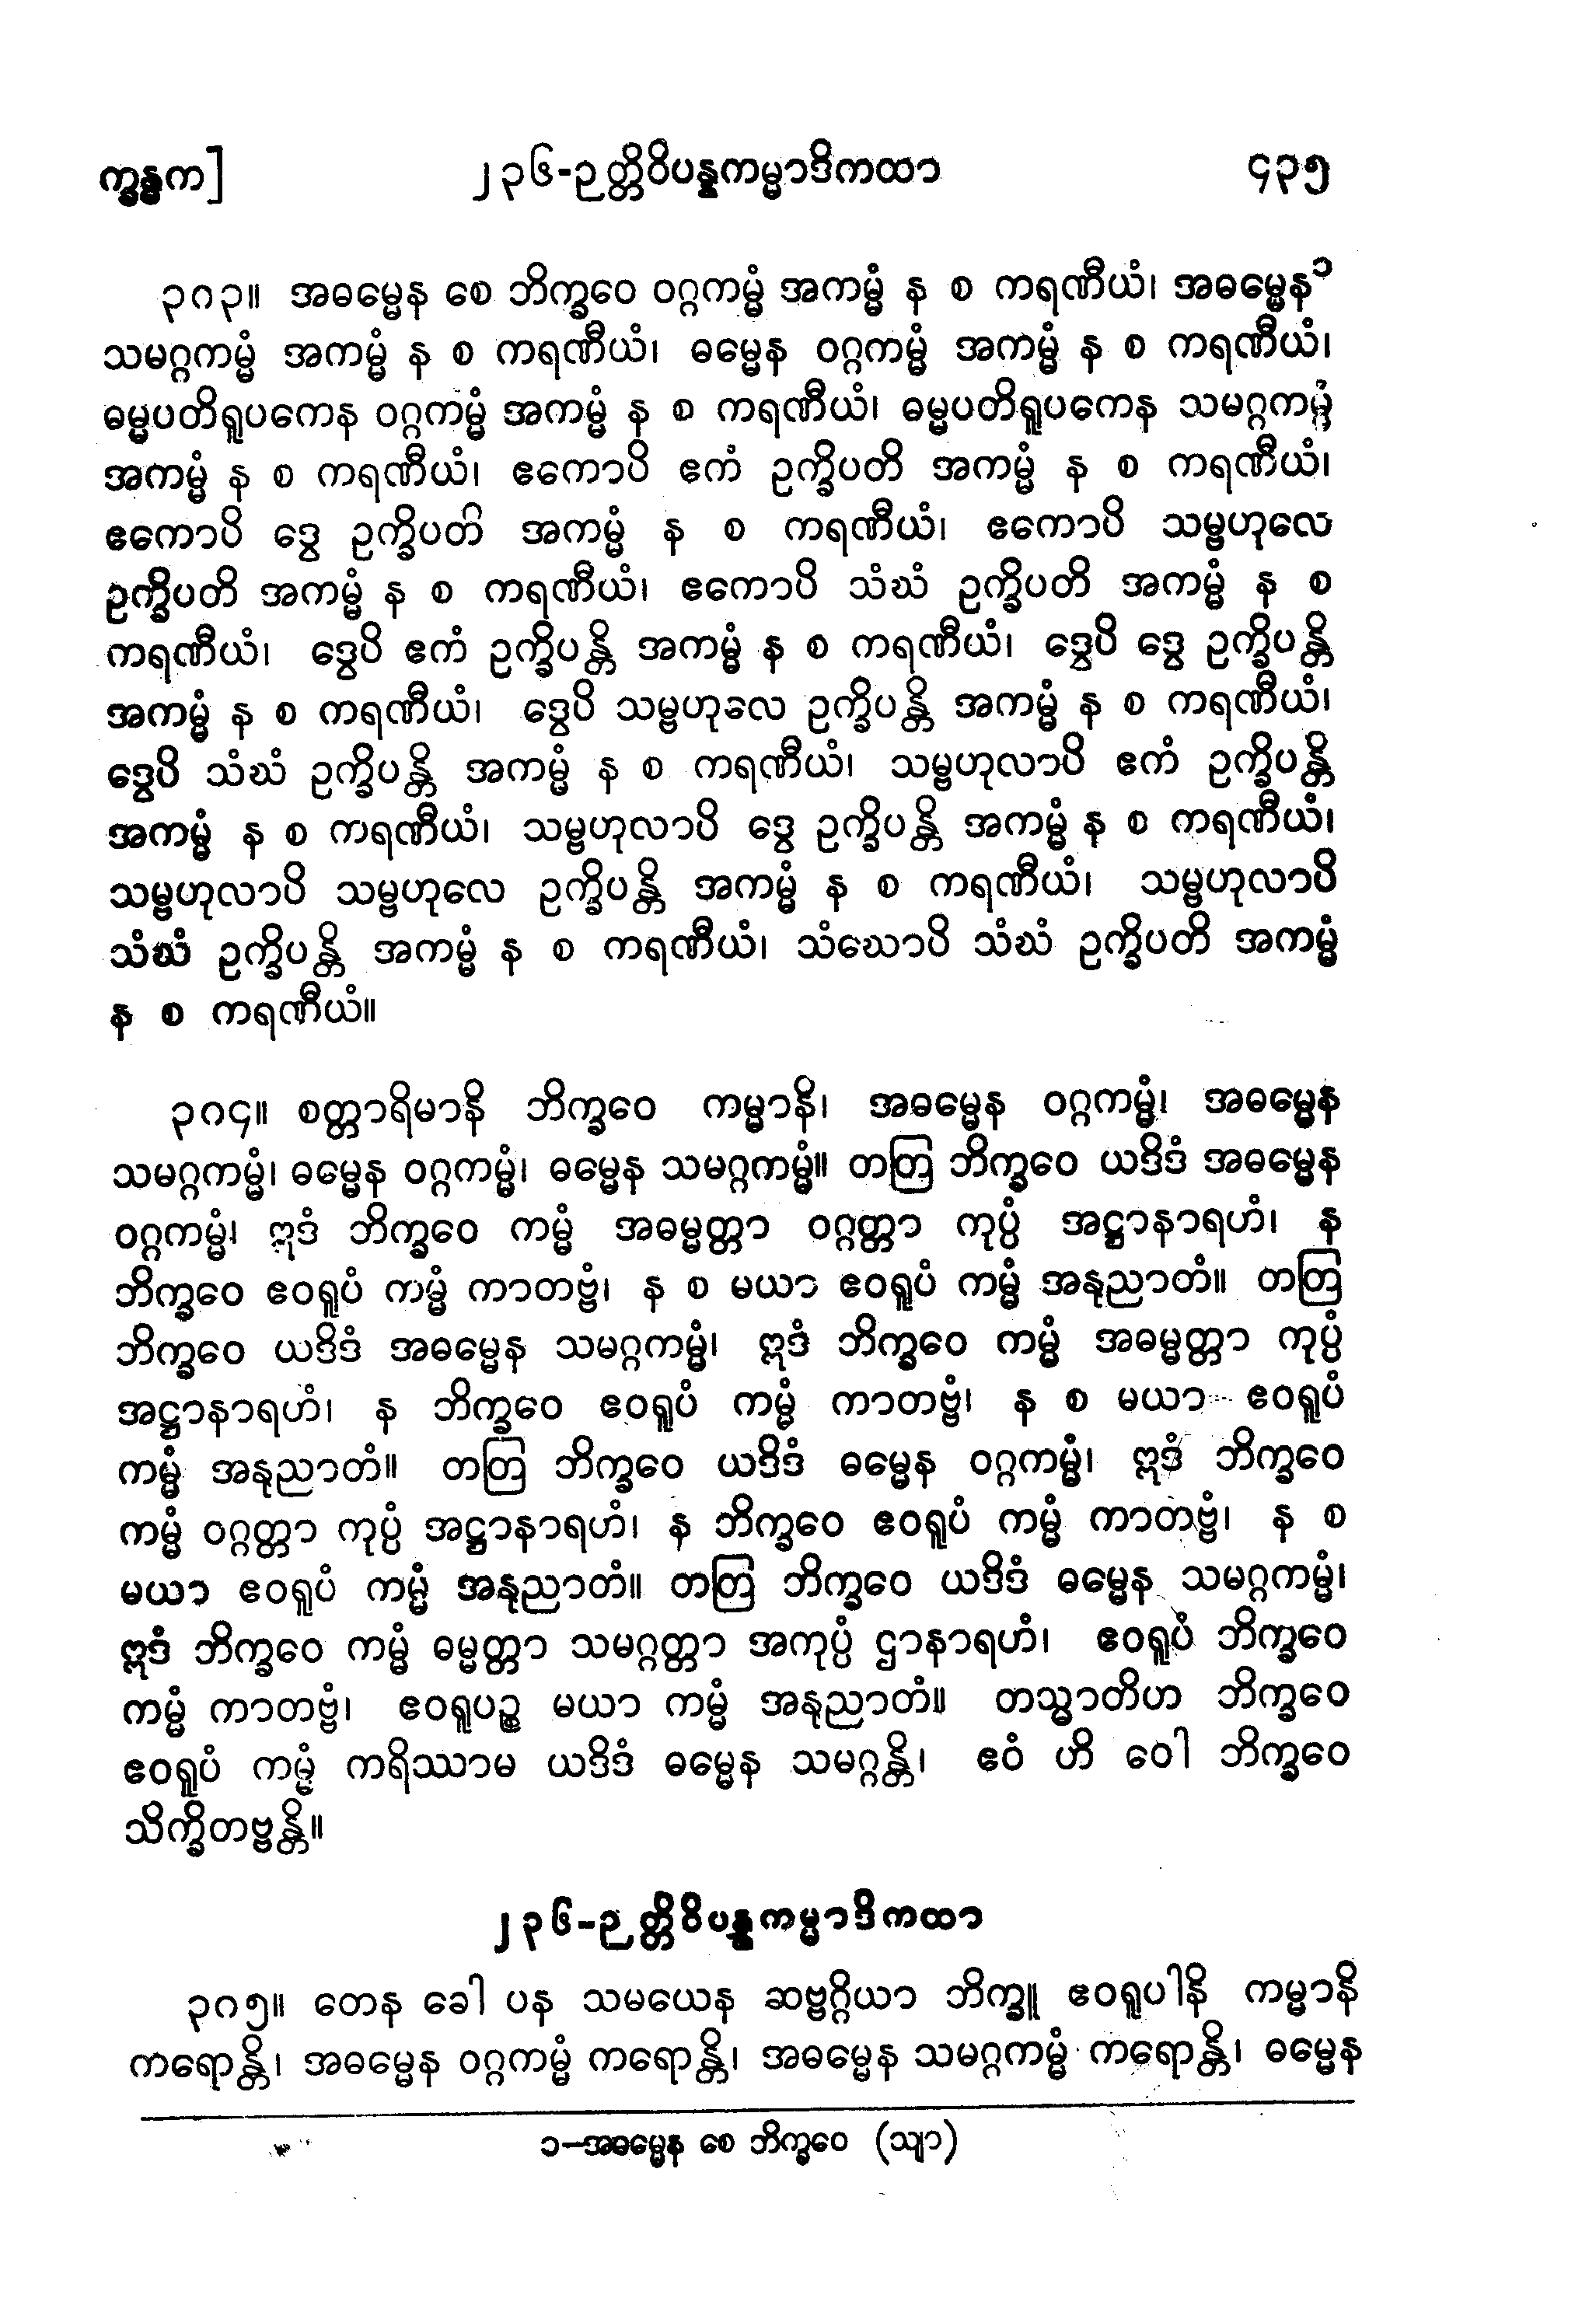 က္ခန္ဓက]
၂၃၆-ဉတ္တိဝိပန္နကမ္မာဒိကထာ
၄၃၅
၃၈၃။ အဓမ္မေန စေ ဘိက္ခဝေ ဝဂ္ဂကမ္မံ အကမ္မံ န စ ကရဏီယံ၊ အဓမ္မေန၁
သမဂ္ဂကမ္မံ အကမ္မံ န စ ကရဏီယံ၊ ဓမ္မေန ဝဂ္ဂကမ္မံ အကမ္မံ န စ ကရဏီယံ၊
ဓမ္မပတိရူပကေန ဝဂ္ဂကမ္မံ အကမ္မံ န စ ကရဏီယံ၊ ဓမ္မပတိရူပကေန သမဂ္ဂကမ္မံ
အကမ္မံ န စ ကရဏီယံ၊ ဧကောပိ ဧကံ ဥက္ခိပတိ အကမ္မံ န စ ကရဏီယံ၊
ဧကောပိ ဒွေ ဥက္ခိပတိ အကမ္မံ န စ ကရဏီယံ၊ ဧကောပိ သမ္ဗဟုလေ
ဥက္ခိပတိ အကမ္မံ န စ ကရဏီယံ၊ ဧကောပိ သံဃံ ဥက္ခိပတိ အကမ္မံ န စ
ကရဏီယံ၊ ဒွေပိ ဧကံ ဥက္ခိပန္တိ အကမ္မံ န စ ကရဏီယံ၊ ဒွေပိ ဒွေ ဥက္ခိပန္တိ
အကမ္မံ န စ ကရဏီယံ၊ ဒွေပိ သမ္ဗဟုလေ ဥက္ခိပန္တိ အကမ္မံ န စ ကရဏီယံ၊
ဒွေပိ သံဃံ ဥက္ခိပန္တိ အကမ္မံ န စ ကရဏီယံ၊ သမ္ဗဟုလာပိ ဧကံ ဥက္ခိပန္တိ
အကမ္မံ န စ ကရဏီယံ၊ သမ္ဗဟုလာပိ ဒွေ ဥက္ခိပန္တိ အကမ္မံ န စ ကရဏီယံ၊
သမ္ဗဟုလာပိ သမ္ဗဟုလေ ဥက္ခိပန္တိ အကမ္မံ န စ ကရဏီယံ၊ သမ္ဗဟုလာပိ
သံဃံ ဥက္ခိပန္တိ အကမ္မံ န စ ကရဏီယံ၊ သံဃောပိ သံဃံ ဥက္ခိပတိ အကမ္မံ
န စ ကရဏီယံ။
၃၈၄။ စတ္တာရိမာနိ ဘိက္ခဝေ ကမ္မာနိ၊ အဓမ္မေန ဝဂ္ဂကမ္မံ၊ အဓမ္မေန
သမဂ္ဂကမ္မံ၊ ဓမ္မေန ဝဂ္ဂကမ္မံ၊ ဓမ္မေန သမဂ္ဂကမ္မံ။ တတြ ဘိက္ခဝေ ယဒိဒံ အဓမ္မေန
ဝဂ္ဂကမ္မံ၊ ဣဒံ ဘိက္ခဝေ ကမ္မံ အဓမ္မတ္တာ ဝဂ္ဂတ္တာ ကုပ္ပံ အဋ္ဌာနာရဟံ၊ န
ဘိက္ခဝေ ဧဝရူပံ ကမ္မံ ကာတဗ္ဗံ၊ န စ မယာ ဧဝရူပံ ကမ္မံ အနုညာတံ။ တတြ
ဘိက္ခဝေ ယဒိဒံ အဓမ္မေန သမဂ္ဂကမ္မံ၊ ဣဒံ ဘိက္ခဝေ ကမ္မံ အဓမ္မတ္တာ ကုပ္ပံ
အဋ္ဌာနာရဟံ၊ န ဘိက္ခဝေ ဧဝရူပံ ကမ္မံ ကာတဗ္ဗံ၊ န စ မယာ ဧဝရူပံ
ကမ္မံ အနုညာတံ။ တတြ ဘိက္ခဝေ ယဒိဒံ ဓမ္မေန ဝဂ္ဂကမ္မံ၊ ဣဒံ ဘိက္ခဝေ
ကမ္မံ ဝဂ္ဂတ္တာ ကုပ္ပံ အဋ္ဌာနာရဟံ၊ န ဘိက္ခဝေ ဧဝရူပံ ကမ္မံ ကာတဗ္ဗံ၊ န စ
မယာ ဧဝရူပံ ကမ္မံ အနုညာတံ။ တတြ ဘိက္ခဝေ ယဒိဒံ ဓမ္မေန သမဂ္ဂကမ္မံ၊
ဣဒံ ဘိက္ခဝေ ကမ္မံ ဓမ္မတ္တာ သမဂ္ဂတ္တာ အကုပ္ပံ ဌာနာရဟံ၊ ဧဝရူပံ ဘိက္ခဝေ
ကမ္မံ ကာတဗ္ဗံ၊ ဧဝရူပဉ္စ မယာ ကမ္မံ အနုညာတံ။ တသ္မာတိဟ ဘိက္ခဝေ
ဧဝရူပံ ကမ္မံ ကရိဿာမ ယဒိဒံ ဓမ္မေန သမဂ္ဂန္တိ၊ ဧဝံ ဟိ ဝေါ ဘိက္ခဝေ
သိက္ခိတဗ္ဗန္တိ။
၂၃၆-ဉတ္တိဝိပန္နကမ္မာဒိကထာ
၃၈၅။ တေန ခေါ ပန သမယေန ဆဗ္ဗဂ္ဂိယာ ဘိက္ခူ ဧဝရူပါနိ ကမ္မာနိ
ကရောန္တိ၊ အဓမ္မေန ဝဂ္ဂကမ္မံ ကရောန္တိ၊ အဓမ္မေန သမဂ္ဂကမ္မံ ကရောန္တိ၊ ဓမ္မေန
၁-အဓမ္မေန စေ ဘိက္ခဝေ (သျာ)